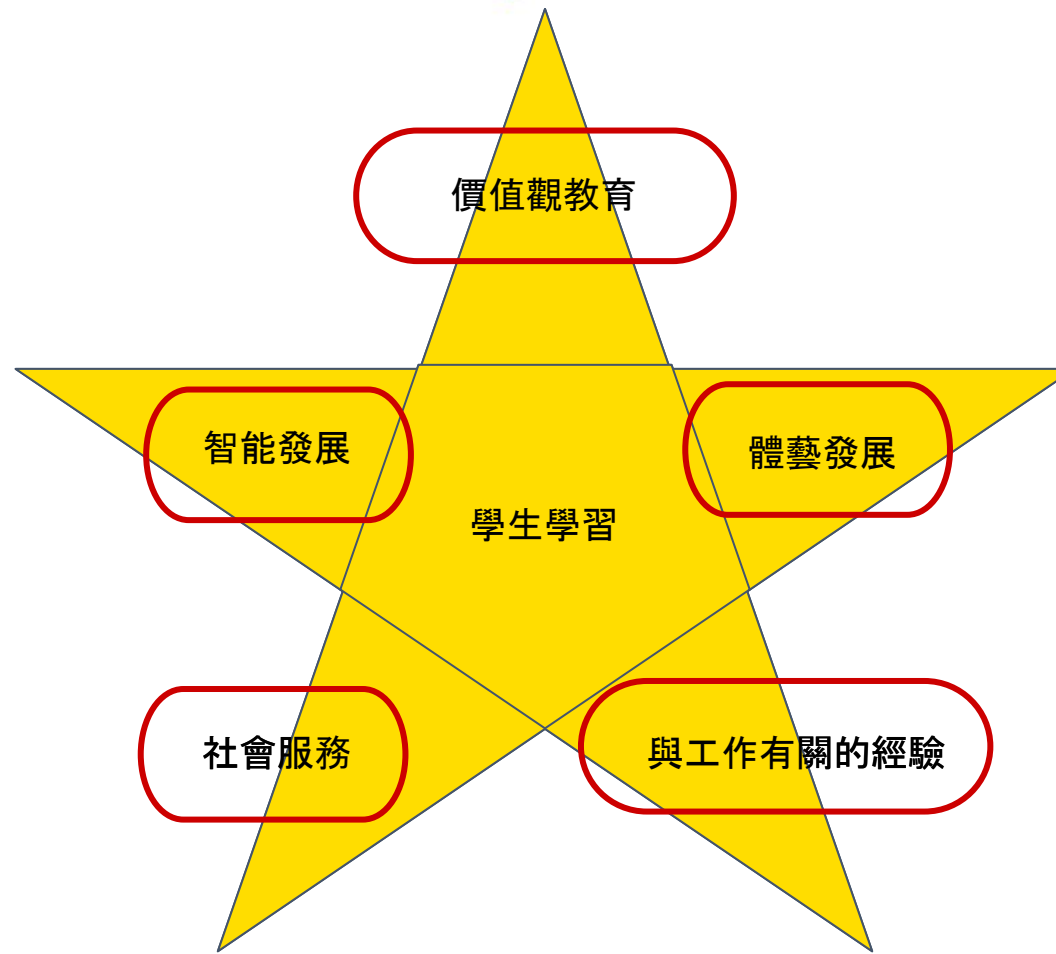 價值觀教育
智能發展
體藝發展
學生學習
社會服務
與工作有關的經驗